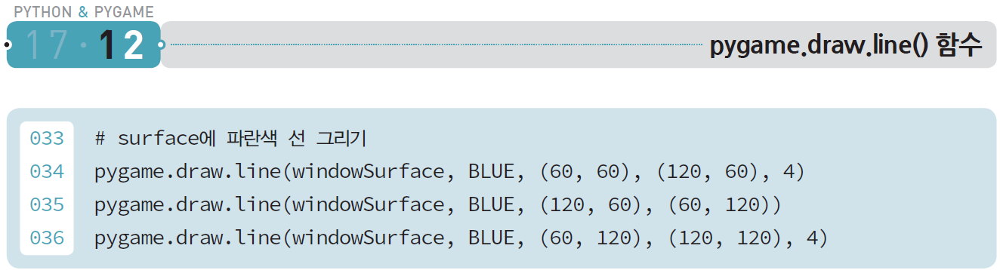 PYTHON & PYGAME
17·12
pygame.draw.line() 함수
033 # surface에 파란색 선 그리기
034 pygame.draw.line(windowSurface, BLUE, (60, 60), (120, 60), 4)
035 pygame.draw.line(windowSurface, BLUE, (120, 60), (60, 120))
036 pygame.draw.line(windowSurface, BLUE, (60, 120), (120, 120), 4)